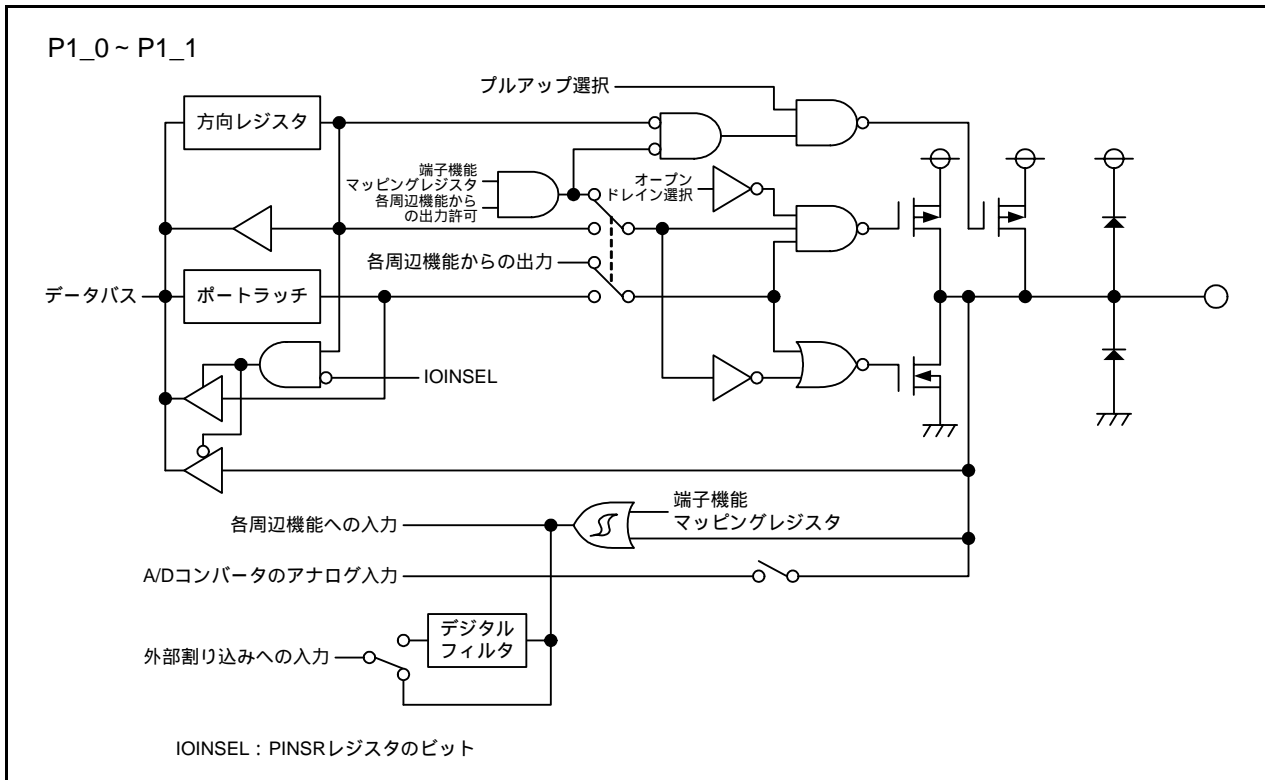 P1_0 ~ P1_1
プルアップ選択
方向レジスタ
端子機能
マッピングレジスタ
各周辺機能から
の出力許可
オープン
ドレイン選択
各周辺機能からの出力
データバス
ポートラッチ
IOINSEL
端子機能
マッピングレジスタ
各周辺機能への入力
A/Dコンバータのアナログ入力
デジタル
フィルタ
外部割り込みへの入力
IOINSEL : PINSRレジスタのビット